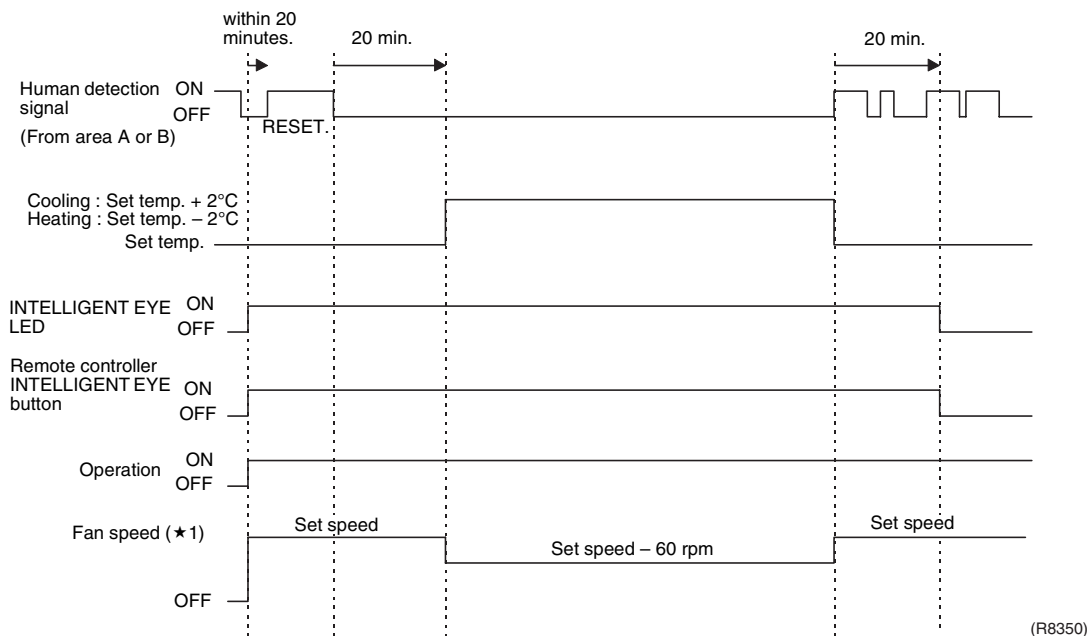 within 20
minutes.
20 min.
20 min.
Human detection
signal
(From area A or B)
ON
OFF
RESET.
Cooling : Set temp. + 2°C
Heating : Set temp. – 2°C
Set temp.
INTELLIGENT EYE
LED
ON
OFF
Remote controller
INTELLIGENT EYE
button
ON
OFF
Operation
ON
OFF
Fan speed (★1)
Set speed
Set speed – 60 rpm
Set speed
OFF
(R8350)